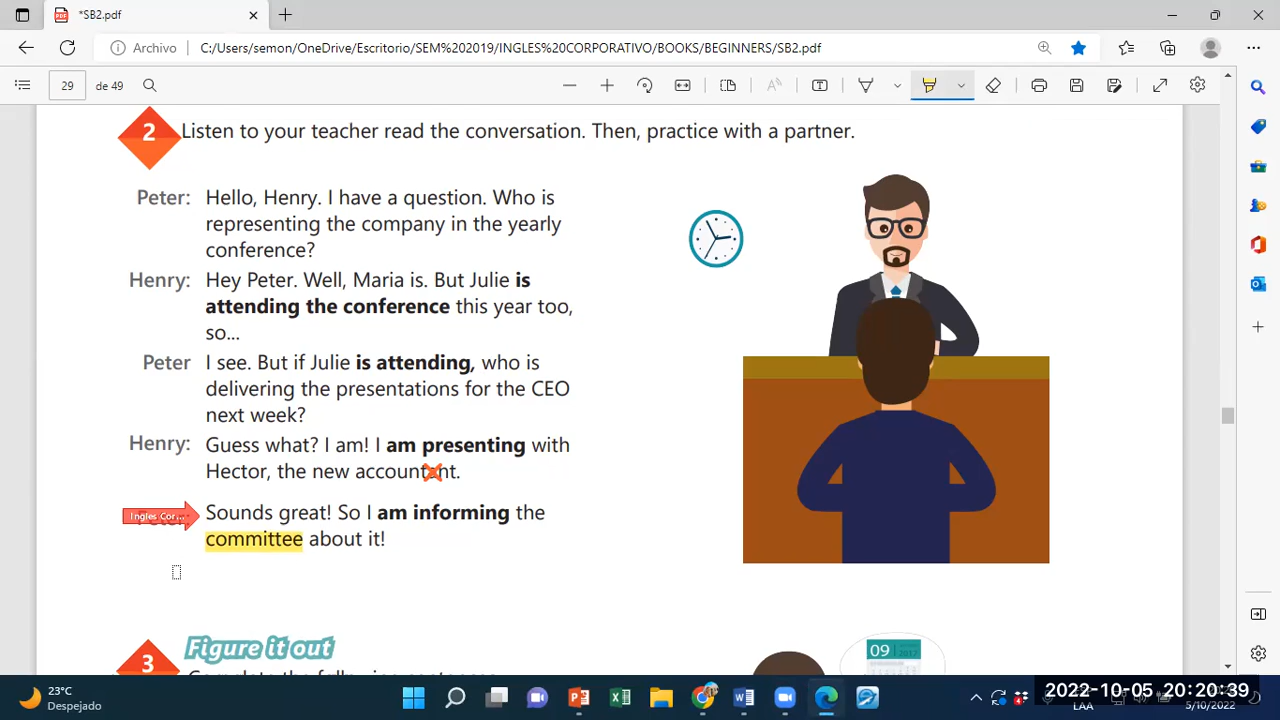 *SB2.pdf
Archivo
C:/Users/semon/OneDrive/Escritorio/SEM%202019/INGLES%20CORPORATIVO/BOOKS/BEGINNERS/SB2.pdf
29 de 49
2 Listen to your teacher read the conversation. Then, practice with a partner.
Peter: Hello, Henry. I have a question. Who is
representing the company in the yearly
conference?
Henry: Hey Peter. Well, Maria is. But Julie is
attending the conference this year too,
so...
Peter I see. But if Julie is attending, who is
delivering the presentations for the CEO
next week?
Henry: Guess what? I am! I am presenting with
Hector, the new accountant.
Ingles Cor...
Peter: Sounds great! So I am informing the
committee about it!
3 Figure it out
09
2017
23°C
Despejado
2022-10-05 20:20:39
LAA
5/10/2022